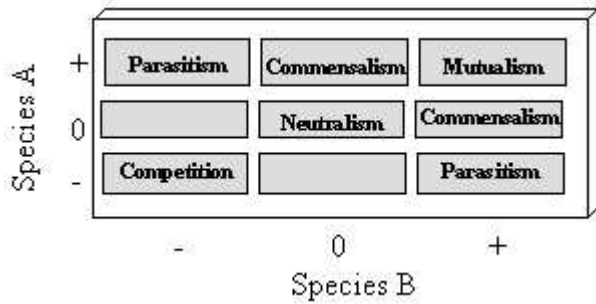 Species A
+ Parasitism Commensalism Mutualism
0 Neutralism Commensalism
- Competition Parasitism
- 0 +
Species B